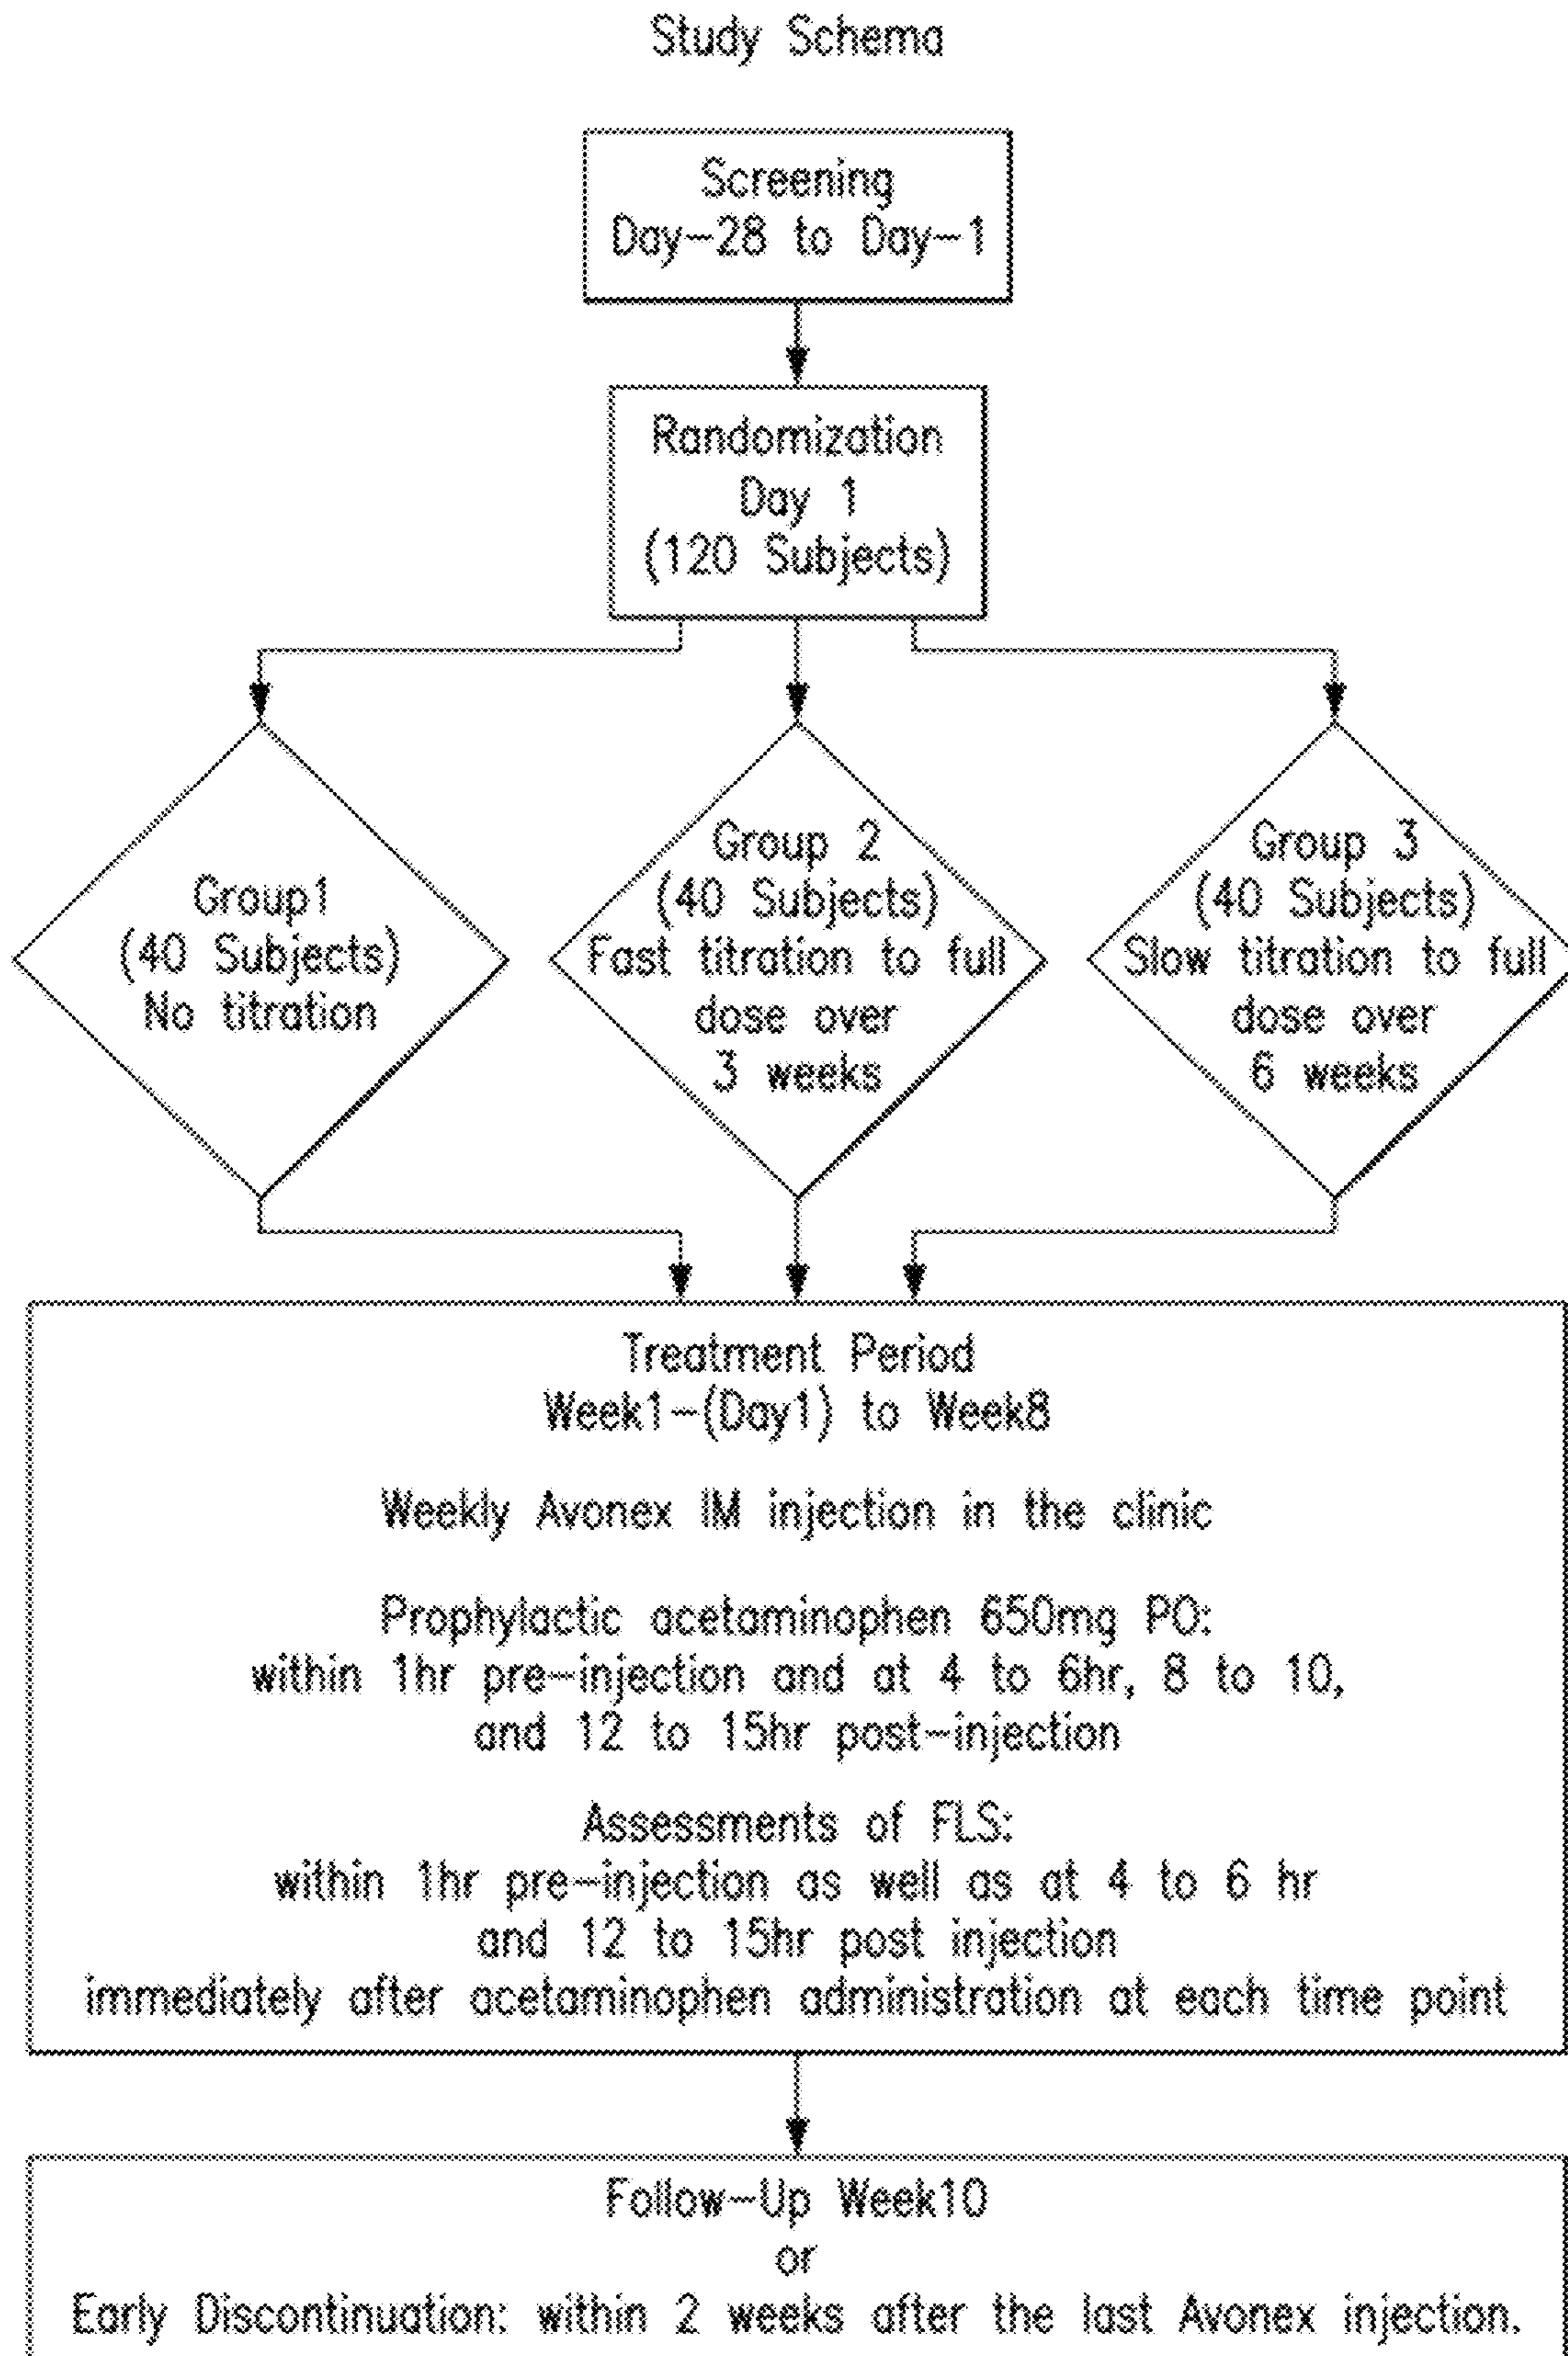 Study Schema
Screening
Day-28 to Day-1
Randomization
Day 1
(120 Subjects)
Group1
(40 Subjects)
No titration
Group 2
(40 Subjects)
Fast titration to full
dose over
3 weeks
Group 3
(40 Subjects)
Slow titration to full
dose over
6 weeks
Treatment Period
Week1-(Day1) to Week8
Weekly Avonex IM injection in the clinic
Prophylactic acetaminophen 650mg PO:
within 1hr pre-injection and at 4 to 6hr, 8 to 10,
and 12 to 15hr post-injection
Assessments of FLS:
within 1hr pre-injection as well as at 4 to 6 hr
and 12 to 15hr post injection
immediately after acetaminophen administration at each time point
Follow-Up Week10
or
Early Discontinuation: within 2 weeks after the last Avonex injection.